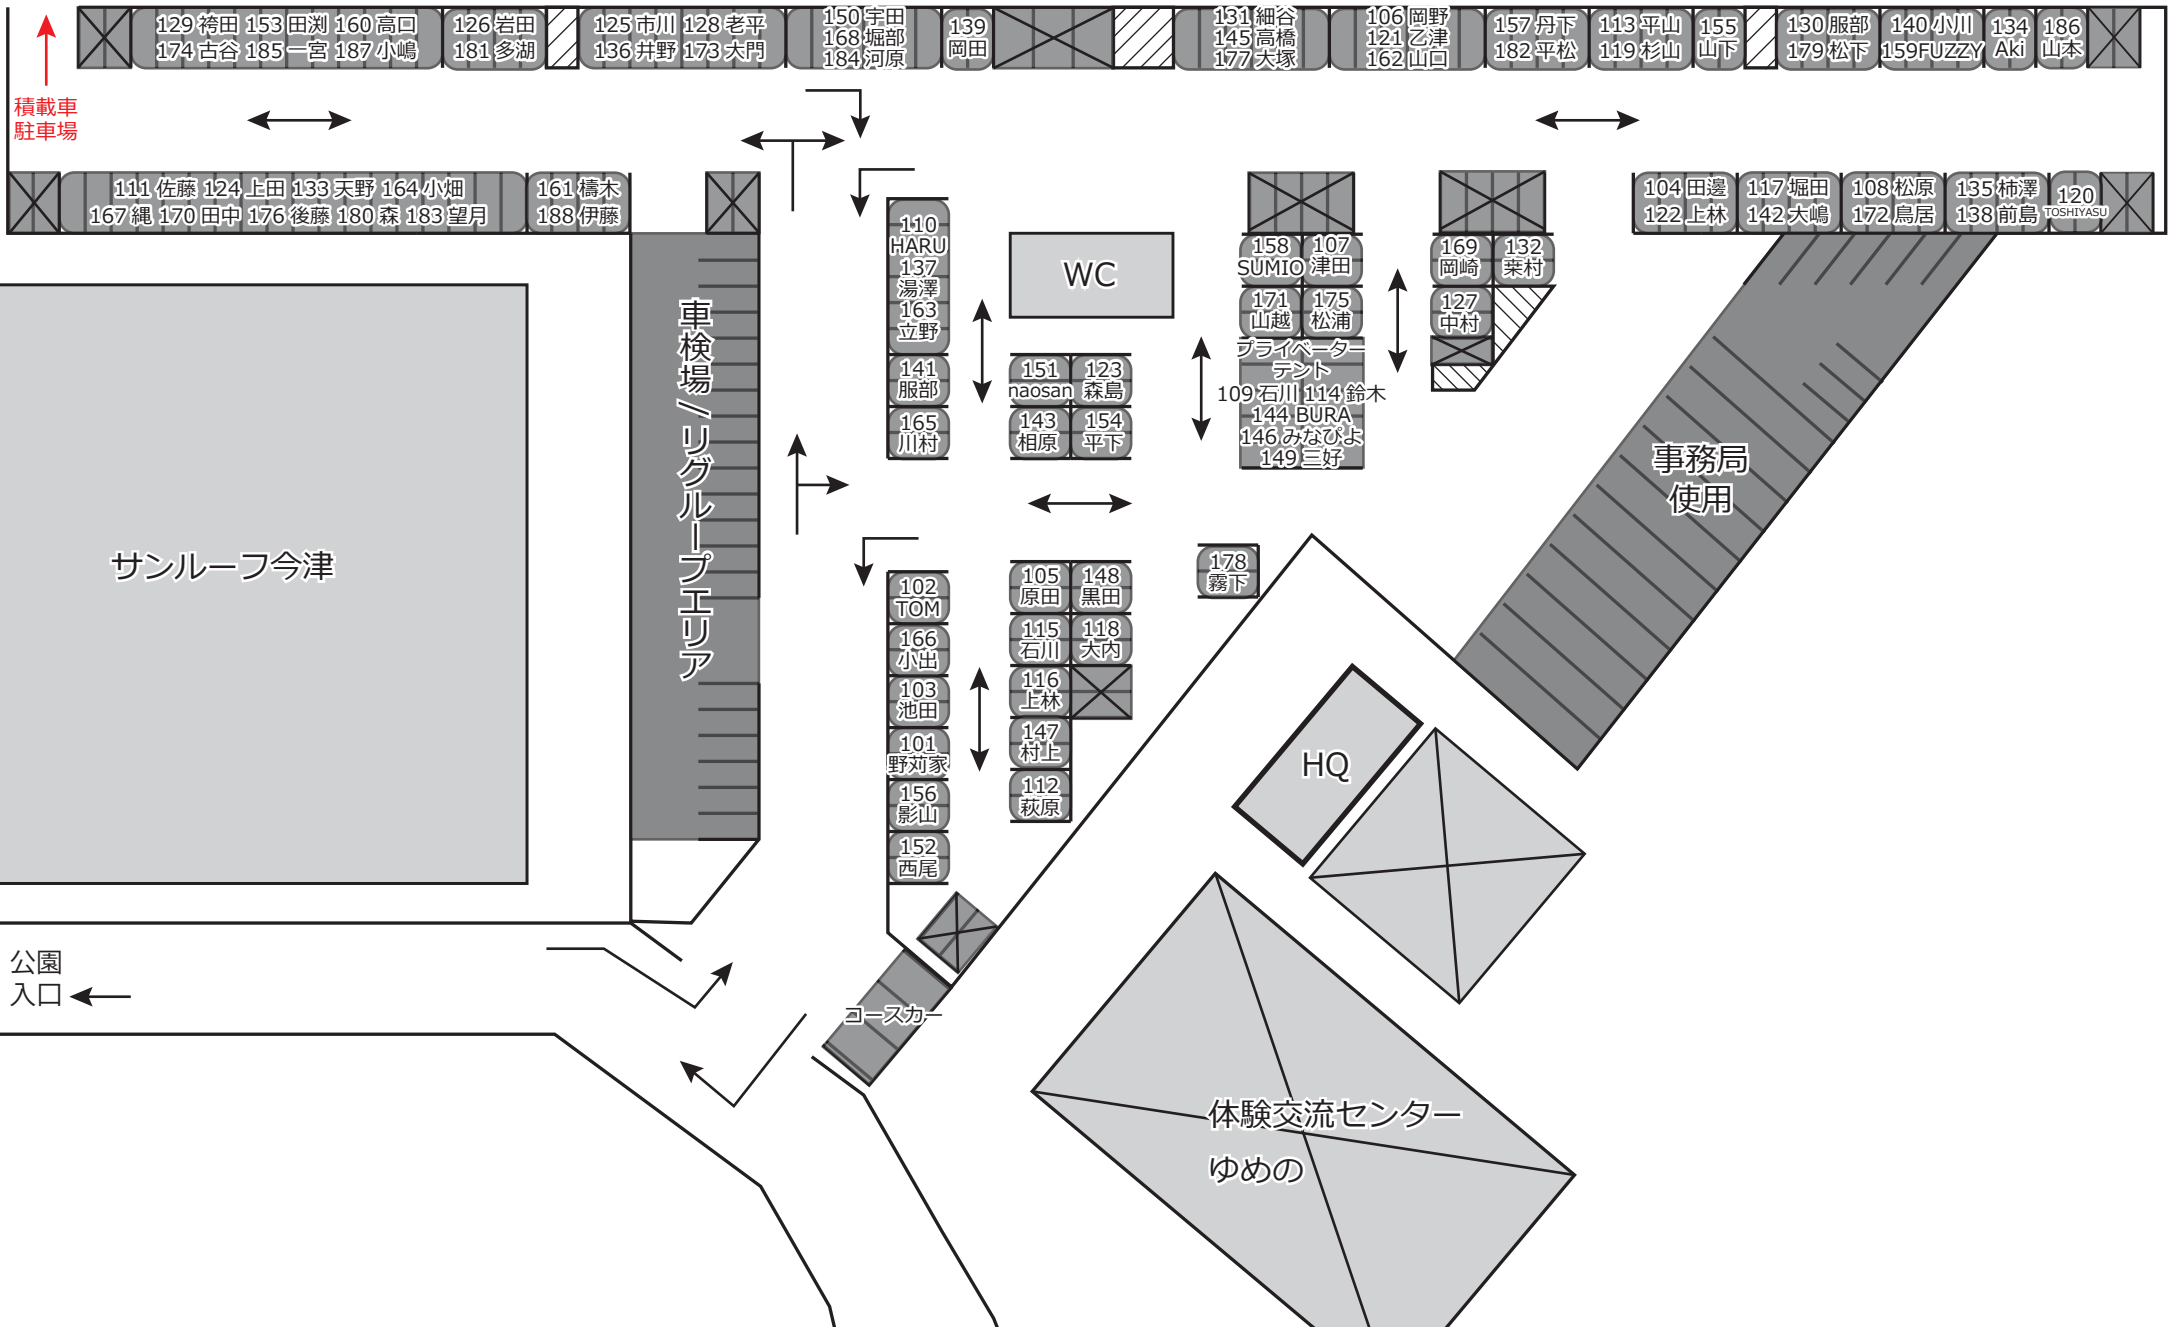 129 袴田 153 田渕 160 高口
174 古谷 185 一宮 187 小嶋
126 岩田
181 多湖
125 市川 128 老平
136 井野 173 大門
150 宇田
168 堀部
184 河原
139
岡田
131 細谷
145 高橋
177 大塚
106 岡野
121 乙津
162 山口
157 丹下
182 平松
113 平山
119 杉山
155
山下
130 服部
179 松下
140 小川
159FUZZY
134
Aki
186
山本
積載車
駐車場
111 佐藤 124 上田 133 天野 164 小畑
167 縄 170 田中 176 後藤 180 森 183 望月
161 檮木
188 伊藤
110
HARU
137
湯澤
163
立野
141
服部
165
川村
WC
151
naosan
123
森島
143
相原
154
平下
158
SUMIO
107
津田
171
山越
175
松浦
プライベーター
テント
109 石川 114 鈴木
144 BURA
146 みなぴよ
149 三好
169
岡崎
132
桒村
127
中村
104 田邊
122 上林
117 堀田
142 大嶋
108 松原
172 鳥居
135 柿澤
138 前島
120
TOSHIYASU
車検場 / リグループエリア
サンルーフ今津
事務局
使用
102
TOM
166
小出
103
池田
101
野苅家
156
影山
152
西尾
105
原田
148
黒田
115
石川
118
大内
116
上林
147
村上
112
萩原
178
霧下
HQ
公園
入口
コースカー
体験交流センター
ゆめの